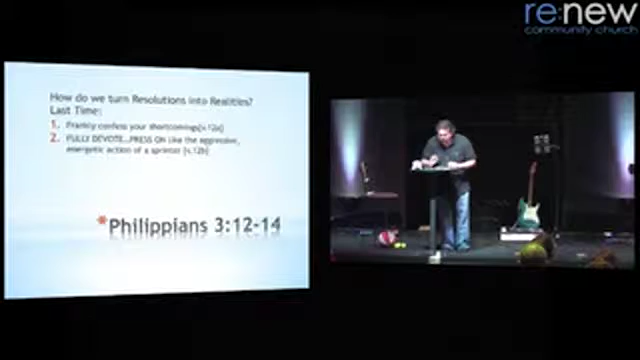 re:new
community church
How do we turn Resolutions into Realities?
Last Time:
1. Frankly confess your shortcomings[v.12a]
2. FULLY DEVOTE...PRESS ON like the aggressive,
energetic action of a sprinter [v.12b]
*Philippians 3:12-14